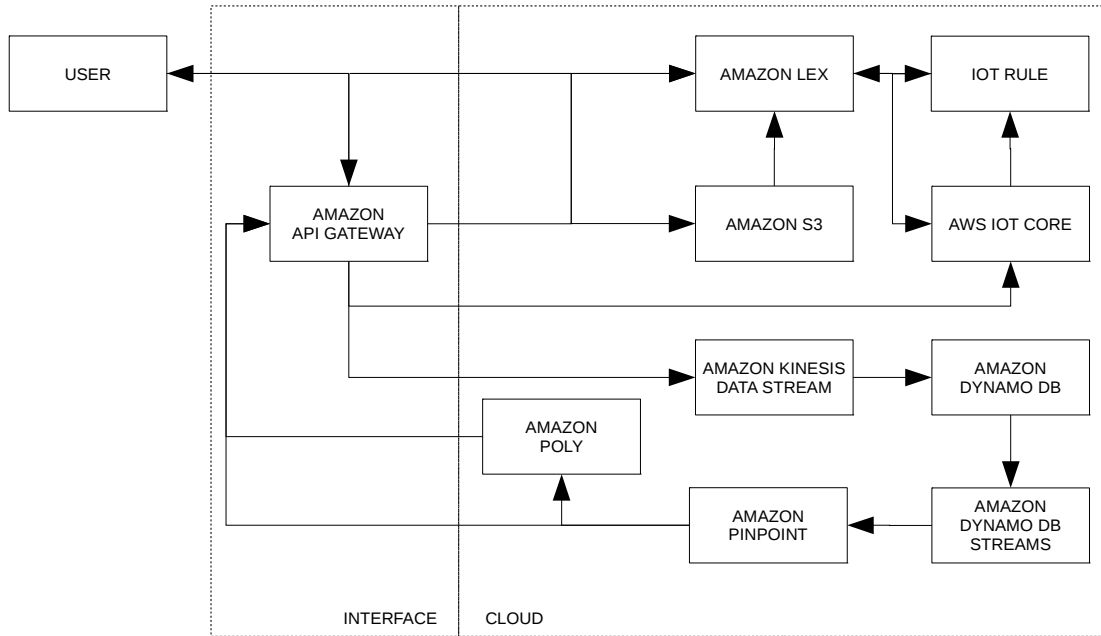 USER
AMAZON LEX
IOT RULE
AMAZON
API GATEWAY
AMAZON S3
AWS IOT CORE
AMAZON KINESIS
DATA STREAM
AMAZON
DYNAMO DB
AMAZON
POLY
AMAZON
PINPOINT
AMAZON
DYNAMO DB
STREAMS
INTERFACE
CLOUD